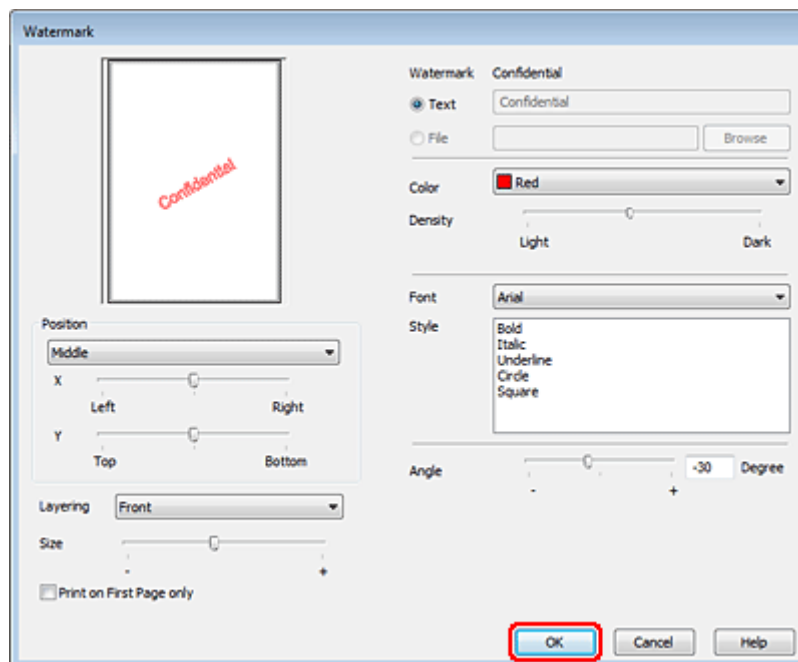 Watermark
Confidential
Position
Middle
X
Left Right
Y
Top Bottom
Layering Front
Size
- +
Print on First Page only
Watermark Confidential
Text Confidential
File Browse
Color Red
Density
Light Dark
Font Arial
Style
Bold
Italic
Underline
Circle
Square
Angle -30 Degree
- +
OK Cancel Help